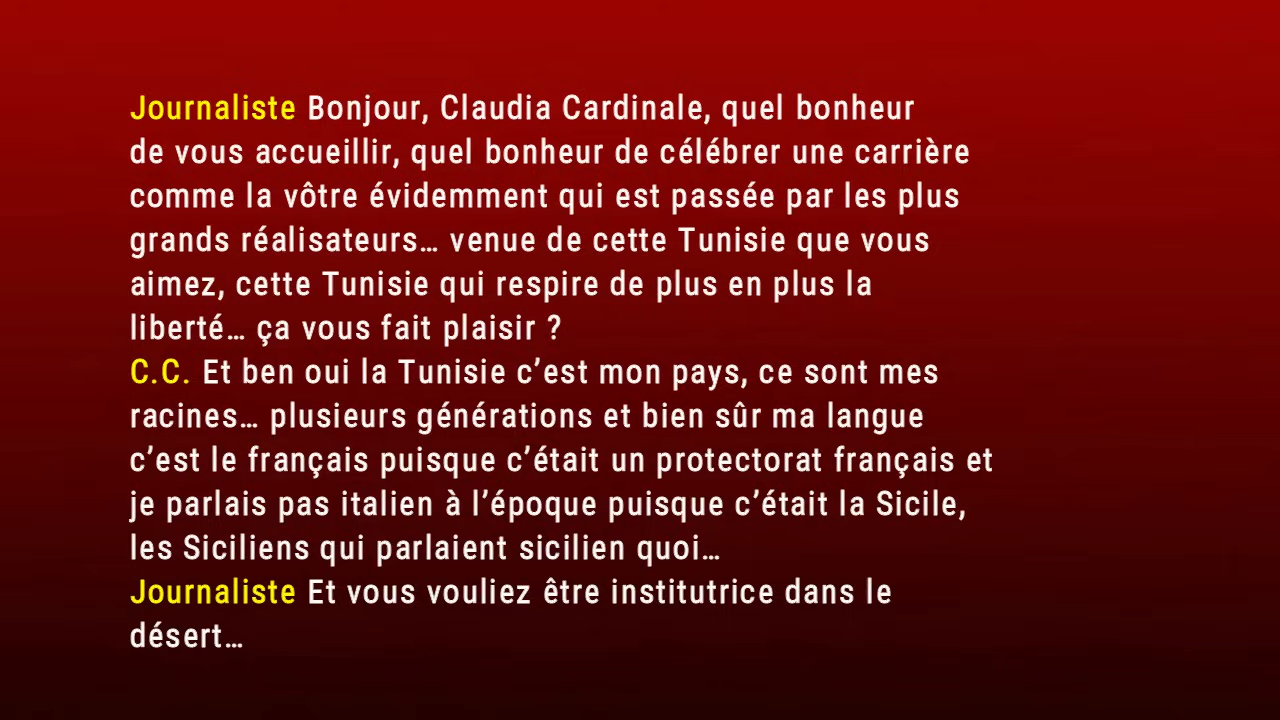 Journaliste Bonjour, Claudia Cardinale, quel bonheur
de vous accueillir, quel bonheur de célébrer une carrière
comme la vôtre évidemment qui est passée par les plus
grands réalisateurs… venue de cette Tunisie que vous
aimez, cette Tunisie qui respire de plus en plus la
liberté… ça vous fait plaisir ?
C.C. Et ben oui la Tunisie c’est mon pays, ce sont mes
racines… plusieurs générations et bien sûr ma langue
c’est le français puisque c’était un protectorat français et
je parlais pas italien à l’époque puisque c’était la Sicile,
les Siciliens qui parlaient sicilien quoi…
Journaliste Et vous vouliez être institutrice dans le
désert…